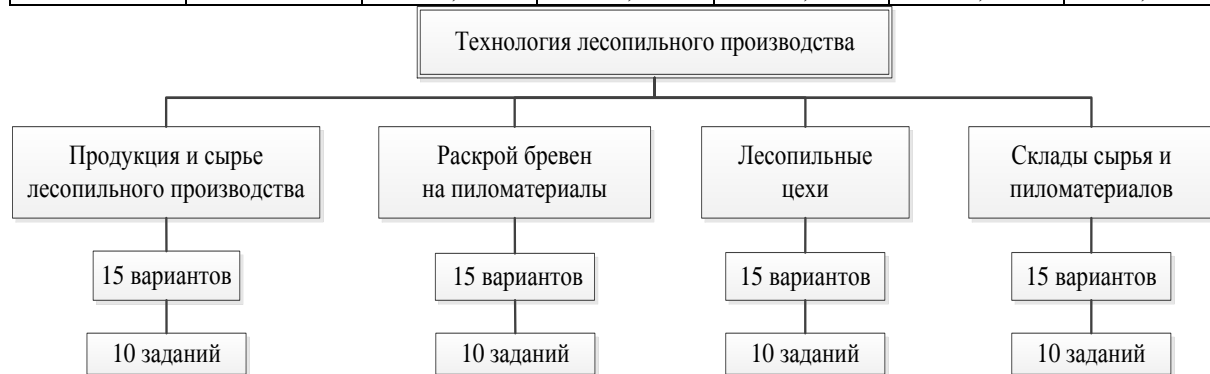 Технология лесопильного производства
Продукция и сырье
лесопильного производства
Раскрой бревен
на пиломатериалы
Лесопильные
цехи
Склады сырья и
пиломатериалов
15 вариантов
15 вариантов
15 вариантов
15 вариантов
10 заданий
10 заданий
10 заданий
10 заданий